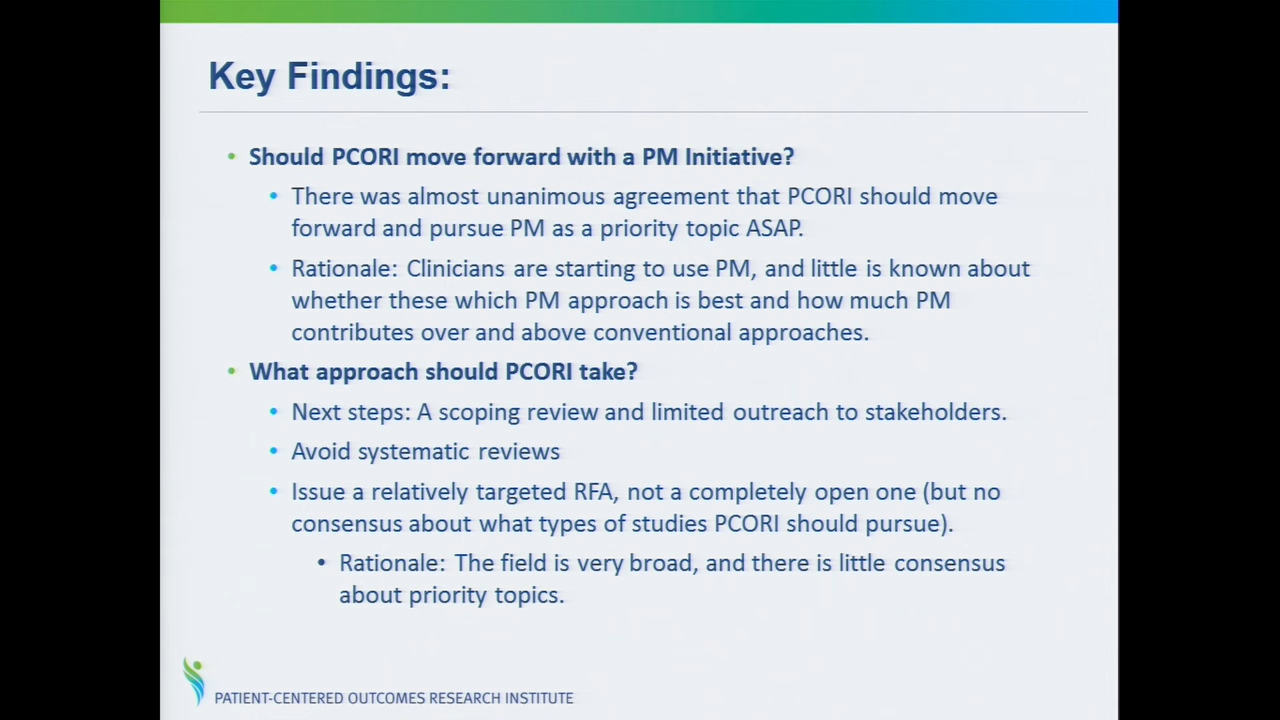 Key Findings:
• Should PCORI move forward with a PM Initiative?
• There was almost unanimous agreement that PCORI should move
forward and pursue PM as a priority topic ASAP.
• Rationale: Clinicians are starting to use PM, and little is known about
whether these which PM approach is best and how much PM
contributes over and above conventional approaches.
• What approach should PCORI take?
• Next steps: A scoping review and limited outreach to stakeholders.
• Avoid systematic reviews
• Issue a relatively targeted RFA, not a completely open one (but no
consensus about what types of studies PCORI should pursue).
• Rationale: The field is very broad, and there is little consensus
about priority topics.
PATIENT-CENTERED OUTCOMES RESEARCH INSTITUTE